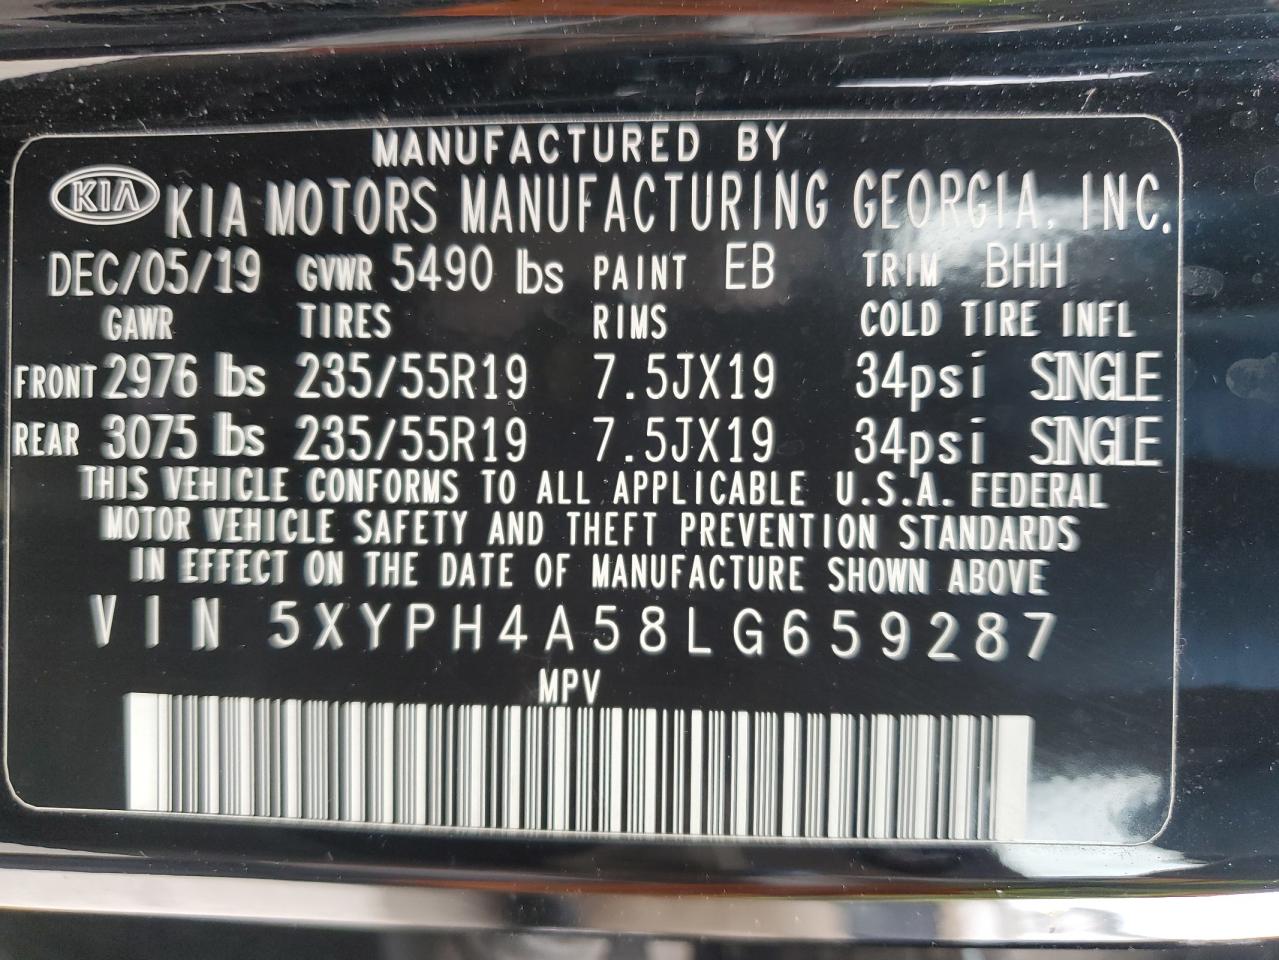 MANUFACTURED BY
KIA KIA MOTORS MANUFACTURING GEORGIA, INC.
DEC/05/19 GVWR 5490 lbs PAINT EB TRIM BHH
GAWR TIRES RIMS COLD TIRE INFL
FRONT 2976 lbs 235/55R19 7.5JX19 34psi SINGLE
REAR 3075 lbs 235/55R19 7.5JX19 34psi SINGLE
THIS VEHICLE CONFORMS TO ALL APPLICABLE U.S.A. FEDERAL
MOTOR VEHICLE SAFETY AND THEFT PREVENTION STANDARDS
IN EFFECT ON THE DATE OF MANUFACTURE SHOWN ABOVE
VIN 5XYPH4A58LG659287
MPV